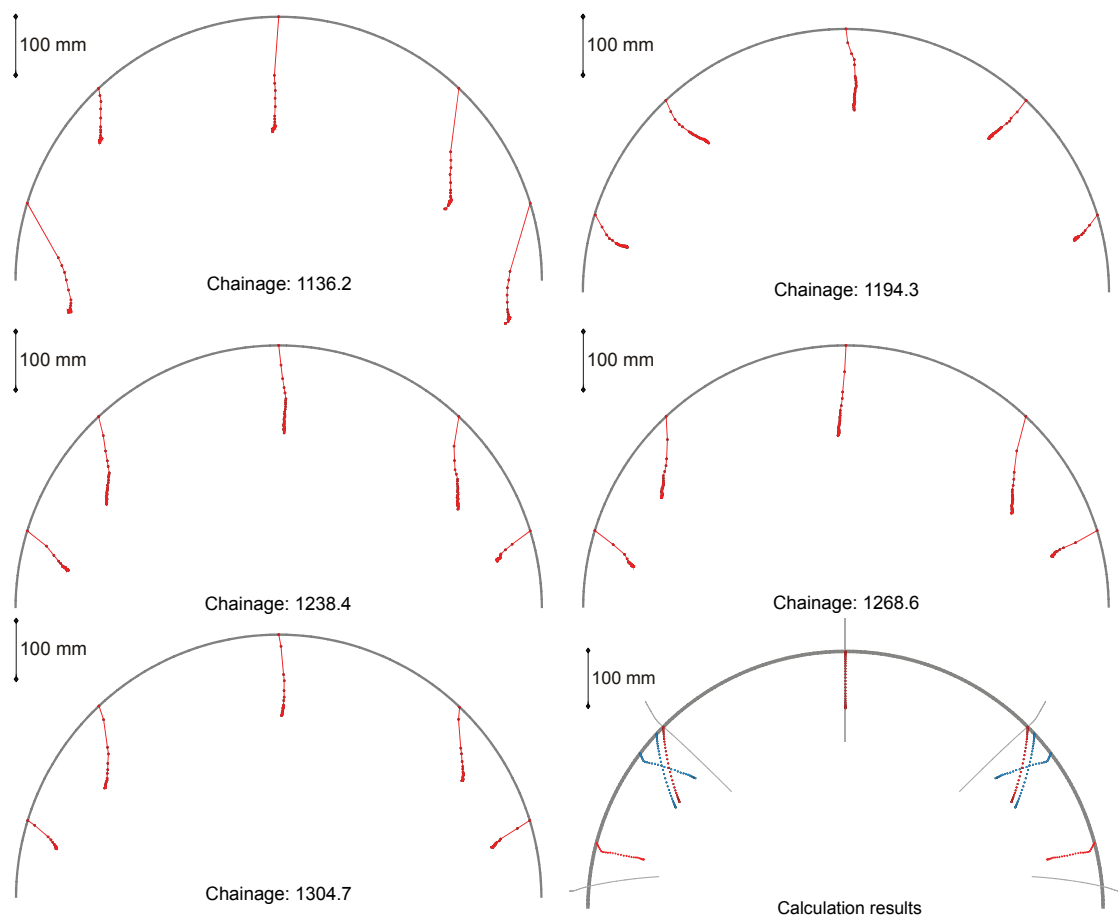 100 mm
100 mm
Chainage: 1136.2
Chainage: 1194.3
100 mm
100 mm
Chainage: 1238.4
Chainage: 1268.6
100 mm
100 mm
Chainage: 1304.7
Calculation results